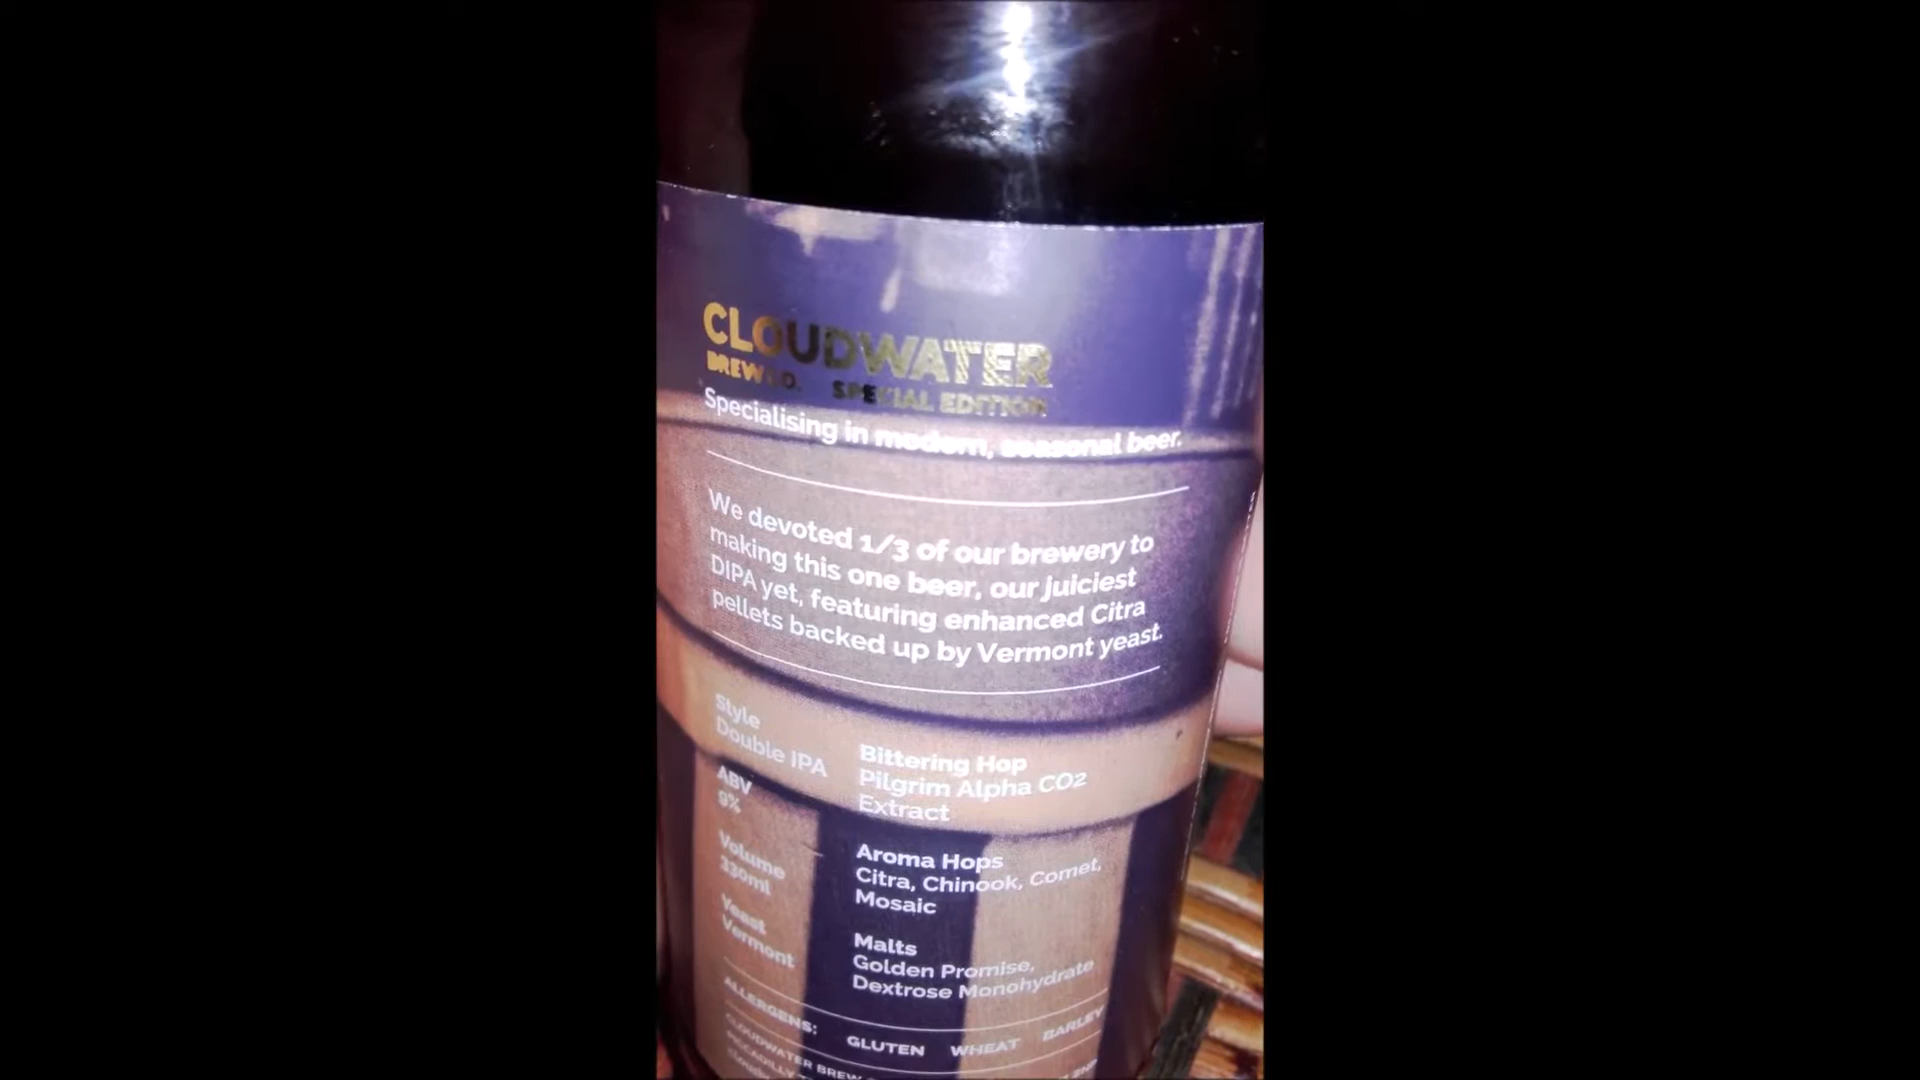 CLOUDWATER
BREW CO. SPECIAL EDITION
Specialising in modern, seasonal beer.
We devoted 1/3 of our brewery to
making this one beer, our juiciest
DIPA yet, featuring enhanced Citra
pellets backed up by Vermont yeast.
Style
Double IPA
ABV
9%
Volume
330ml
Yeast
Vermont
Bittering Hop
Pilgrim Alpha CO2
Extract
Aroma Hops
Citra, Chinook, Comet,
Mosaic
Malts
Golden Promise,
Dextrose Monohydrate
ALLERGENS: GLUTEN WHEAT BARLEY
CLOUDWATER BREW
PICCADILLY